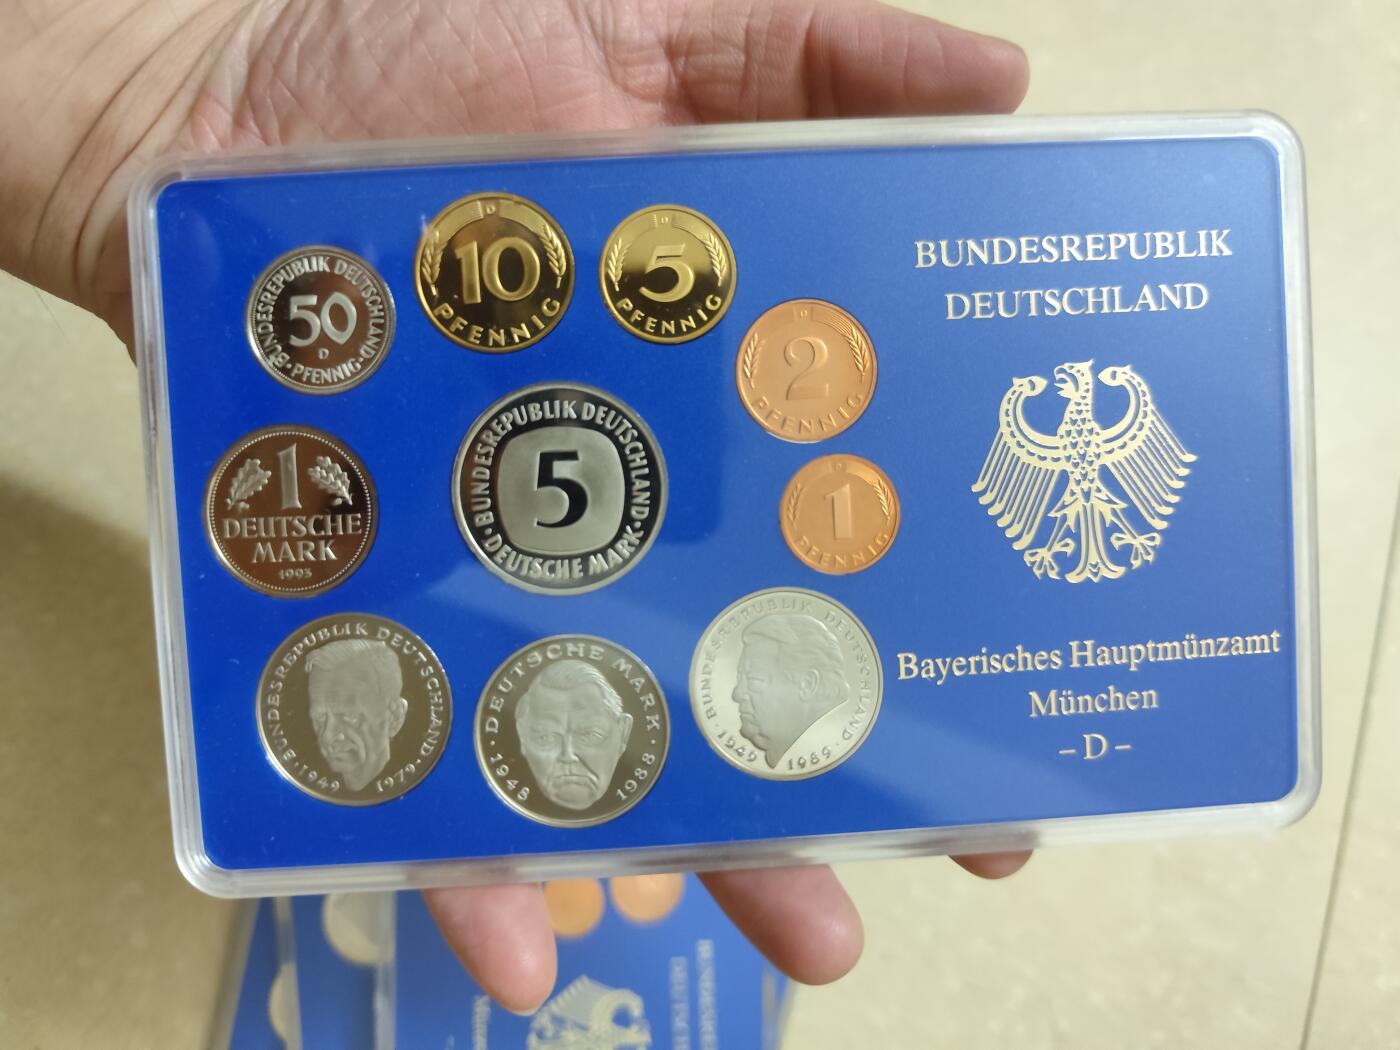 BUNDESREPUBLIK DEUTSCHLAND
50
D
PFENNIG
D
10
PFENNIG
D
5
PFENNIG
D
2
PFENNIG
BUNDESREPUBLIK
DEUTSCHLAND
1
DEUTSCHE
MARK
1993
BUNDESREPUBLIK DEUTSCHLAND
5
DEUTSCHE MARK
D
1
PFENNIG
BUNDESREPUBLIK DEUTSCHLAND
1949 1979
DEUTSCHE MARK
1948 1988
BUNDESREPUBLIK DEUTSCHLAND
1949 1989
Bayerisches Hauptmünzamt
München
– D –